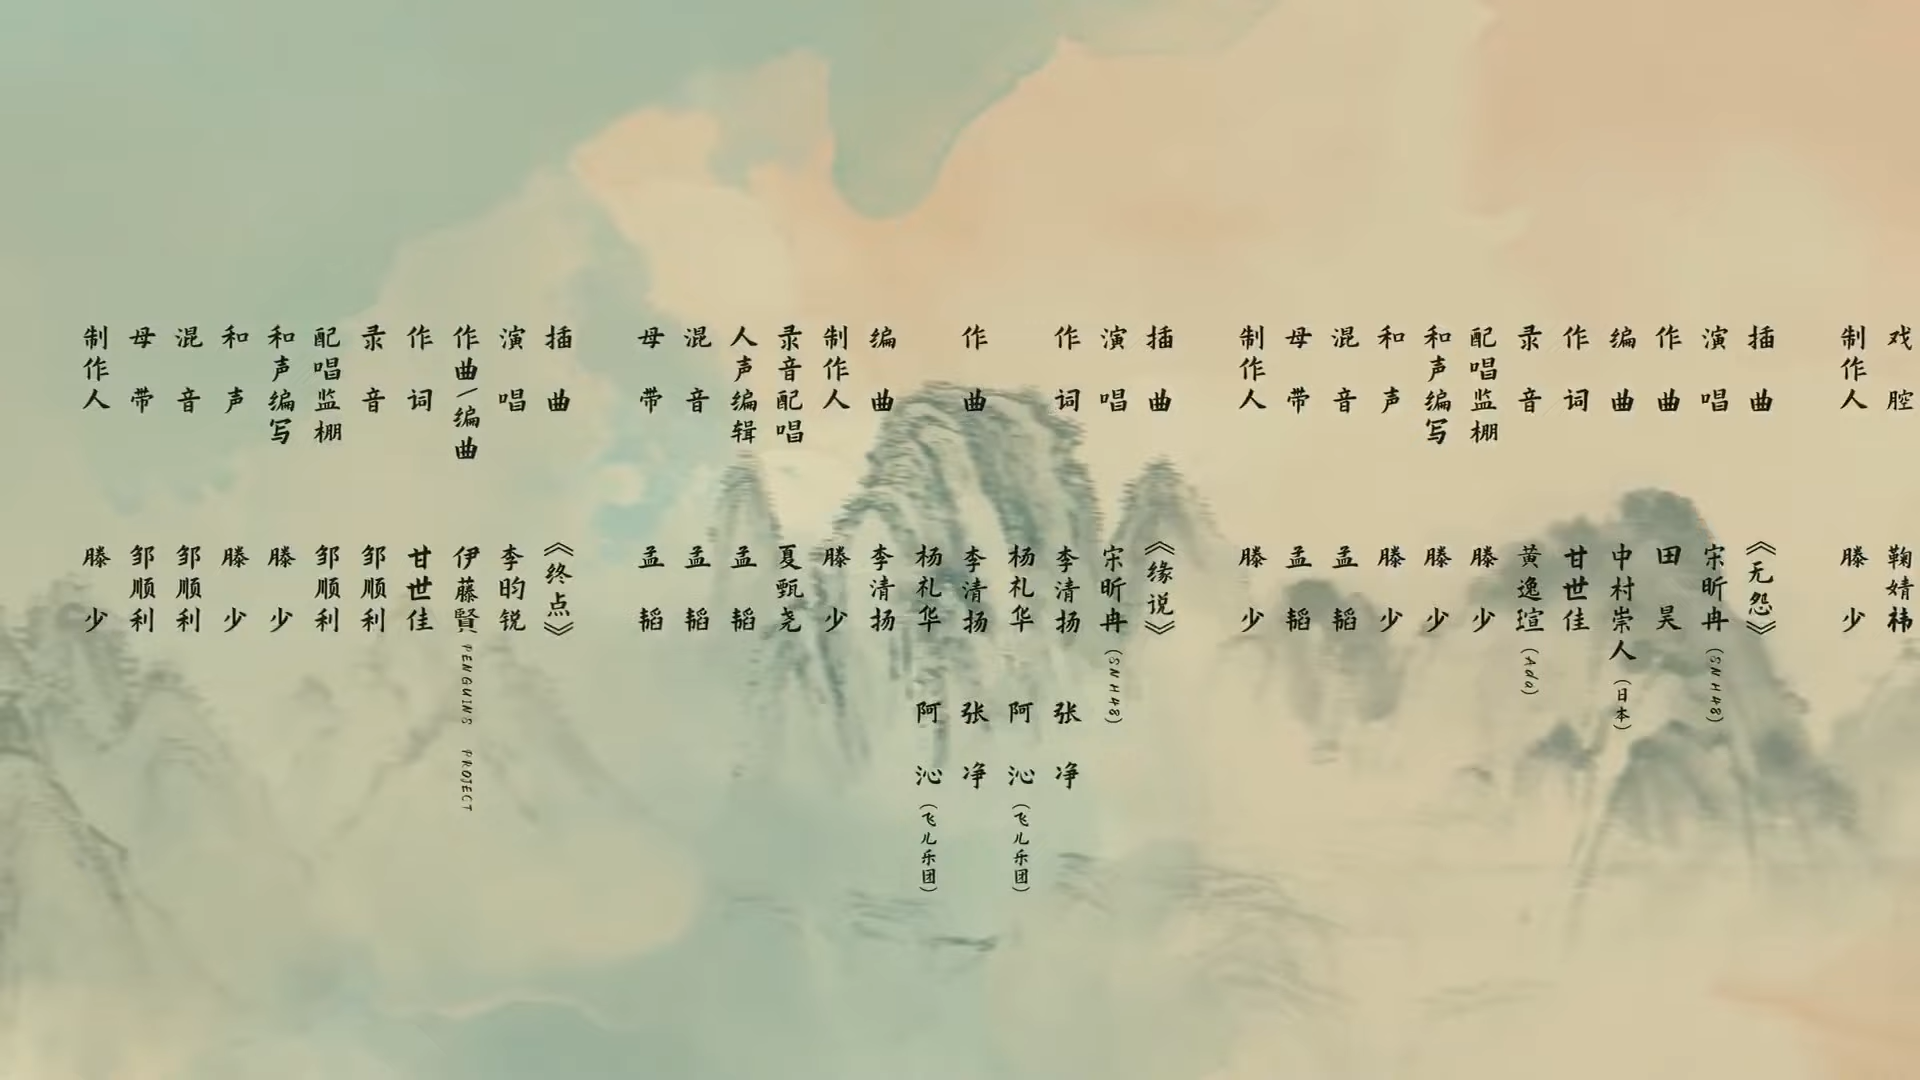 戏腔 鞠婧祎
制作人 滕少
插曲 《无怨》
演唱 宋昕冉(SNH48)
作曲 田昊
编曲 中村崇人(日本)
作词 甘世佳
录音 黄逸瑄(Ada)
配唱监棚 滕少
和声编写 滕少
和声 滕少
混音 孟韬
母带 孟韬
制作人 滕少
插曲 《缘说》
演唱 宋昕冉(SNH48)
作词 李清扬 张净
杨礼华 阿沁(飞儿乐团)
作曲 李清扬 张净
杨礼华 阿沁(飞儿乐团)
编曲 李清扬
制作人 滕少
录音配唱 夏甄尧
人声编辑 孟韬
混音 孟韬
母带 孟韬
插曲 《终点》
演唱 李昀锐
作曲/编曲 伊藤賢 PENGUINS PROJECT
作词 甘世佳
录音 邹顺利
配唱监棚 邹顺利
和声编写 滕少
和声 滕少
混音 邹顺利
母带 邹顺利
制作人 滕少